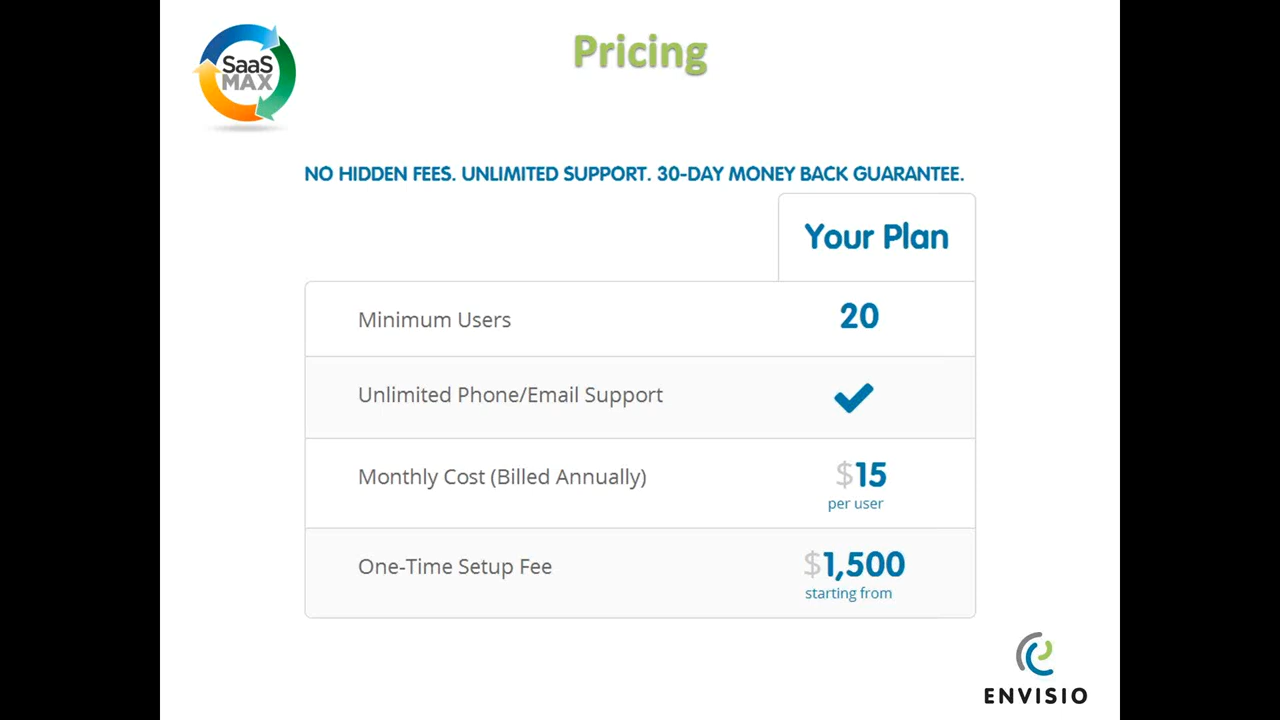 SaaS
MAX
Pricing
NO HIDDEN FEES. UNLIMITED SUPPORT. 30-DAY MONEY BACK GUARANTEE.
Your Plan
Minimum Users 20
Unlimited Phone/Email Support
Monthly Cost (Billed Annually) $15
per user
One-Time Setup Fee $1,500
starting from
ENVISIO